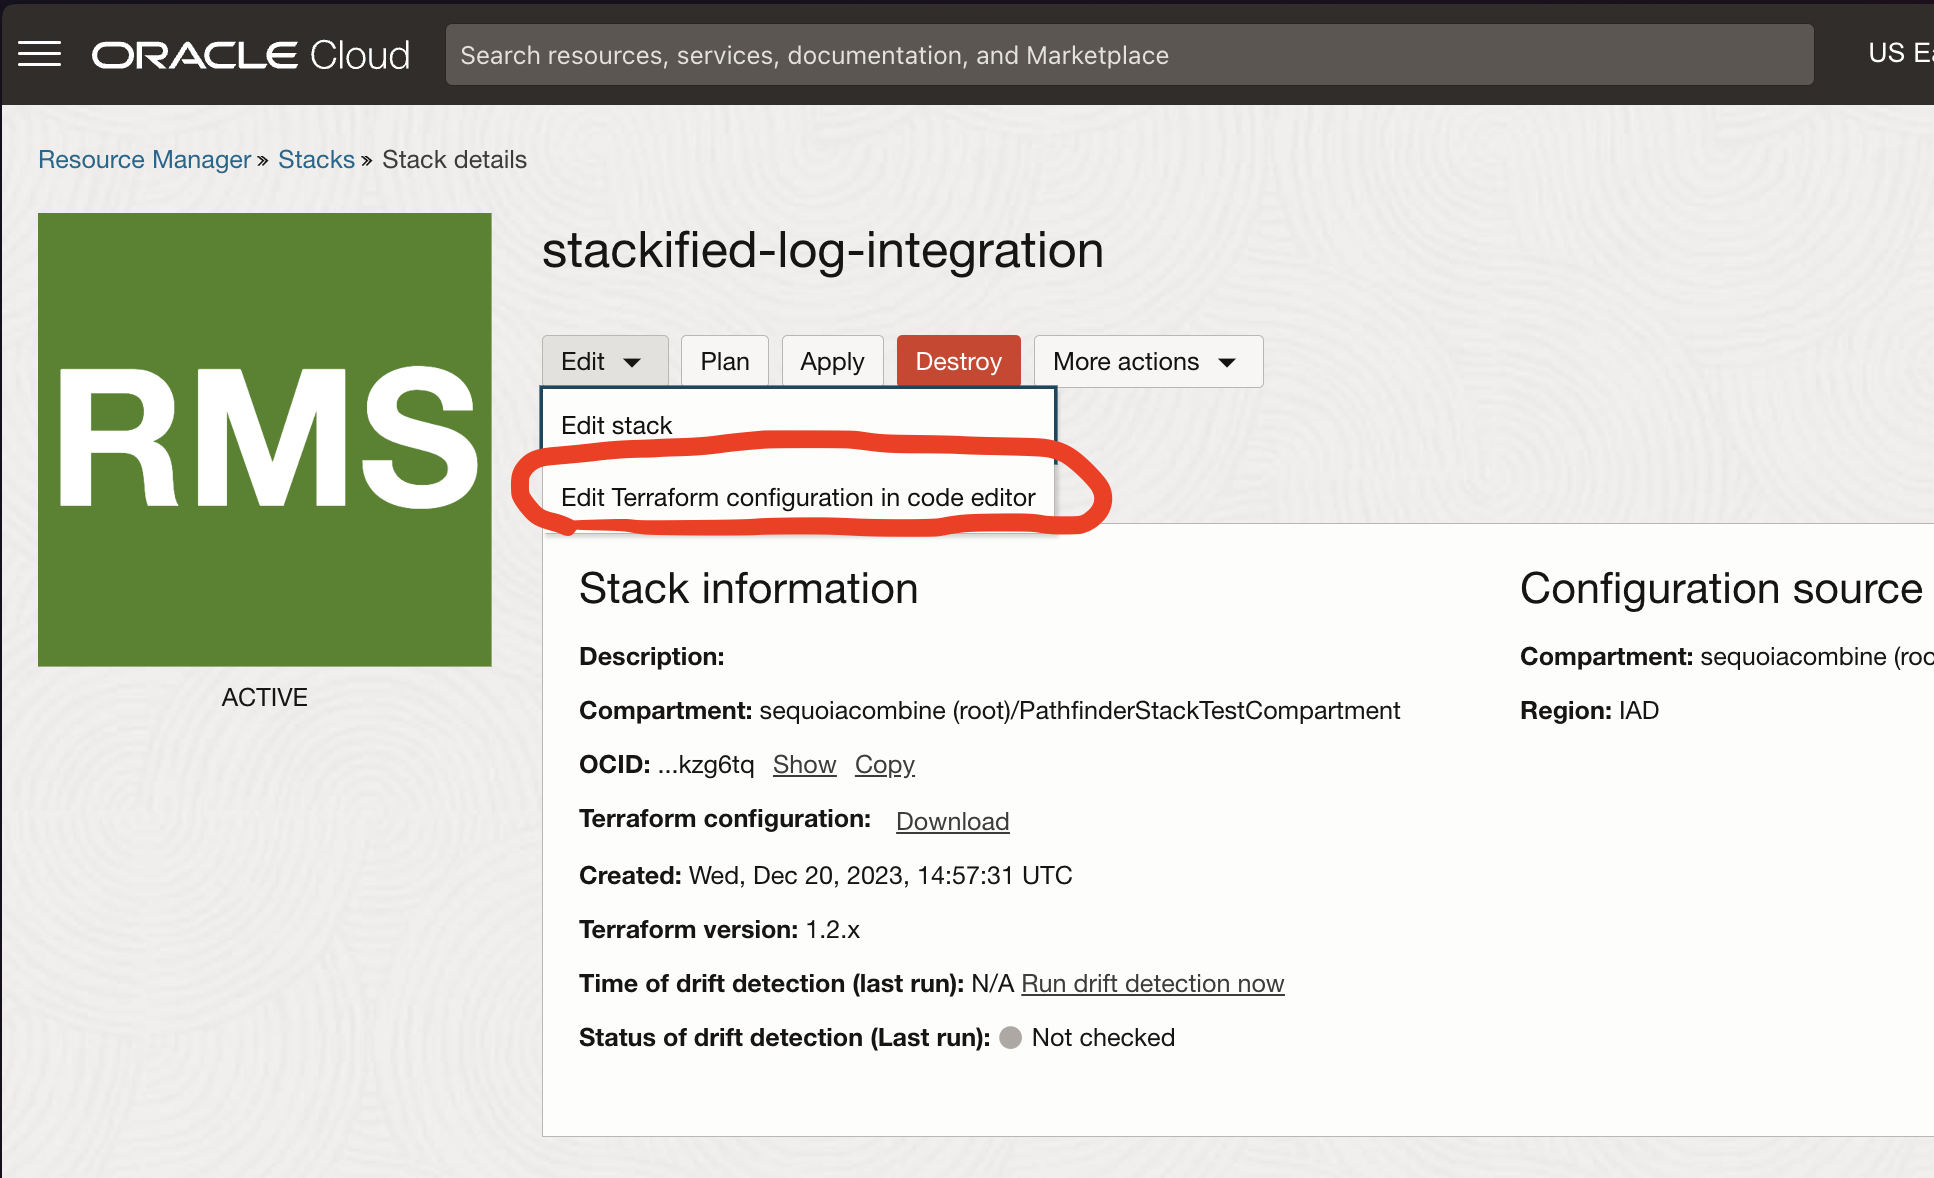 ORACLE Cloud
Search resources, services, documentation, and Marketplace
US Ea
Resource Manager » Stacks » Stack details
RMS
ACTIVE
stackified-log-integration
Edit
Plan
Apply
Destroy
More actions
Edit stack
Edit Terraform configuration in code editor
Stack information
Description:
Compartment: sequoiacombine (root)/PathfinderStackTestCompartment
OCID: ...kzg6tq Show Copy
Terraform configuration: Download
Created: Wed, Dec 20, 2023, 14:57:31 UTC
Terraform version: 1.2.x
Time of drift detection (last run): N/A Run drift detection now
Status of drift detection (Last run): Not checked
Configuration source
Compartment: sequoiacombine (roo
Region: IAD